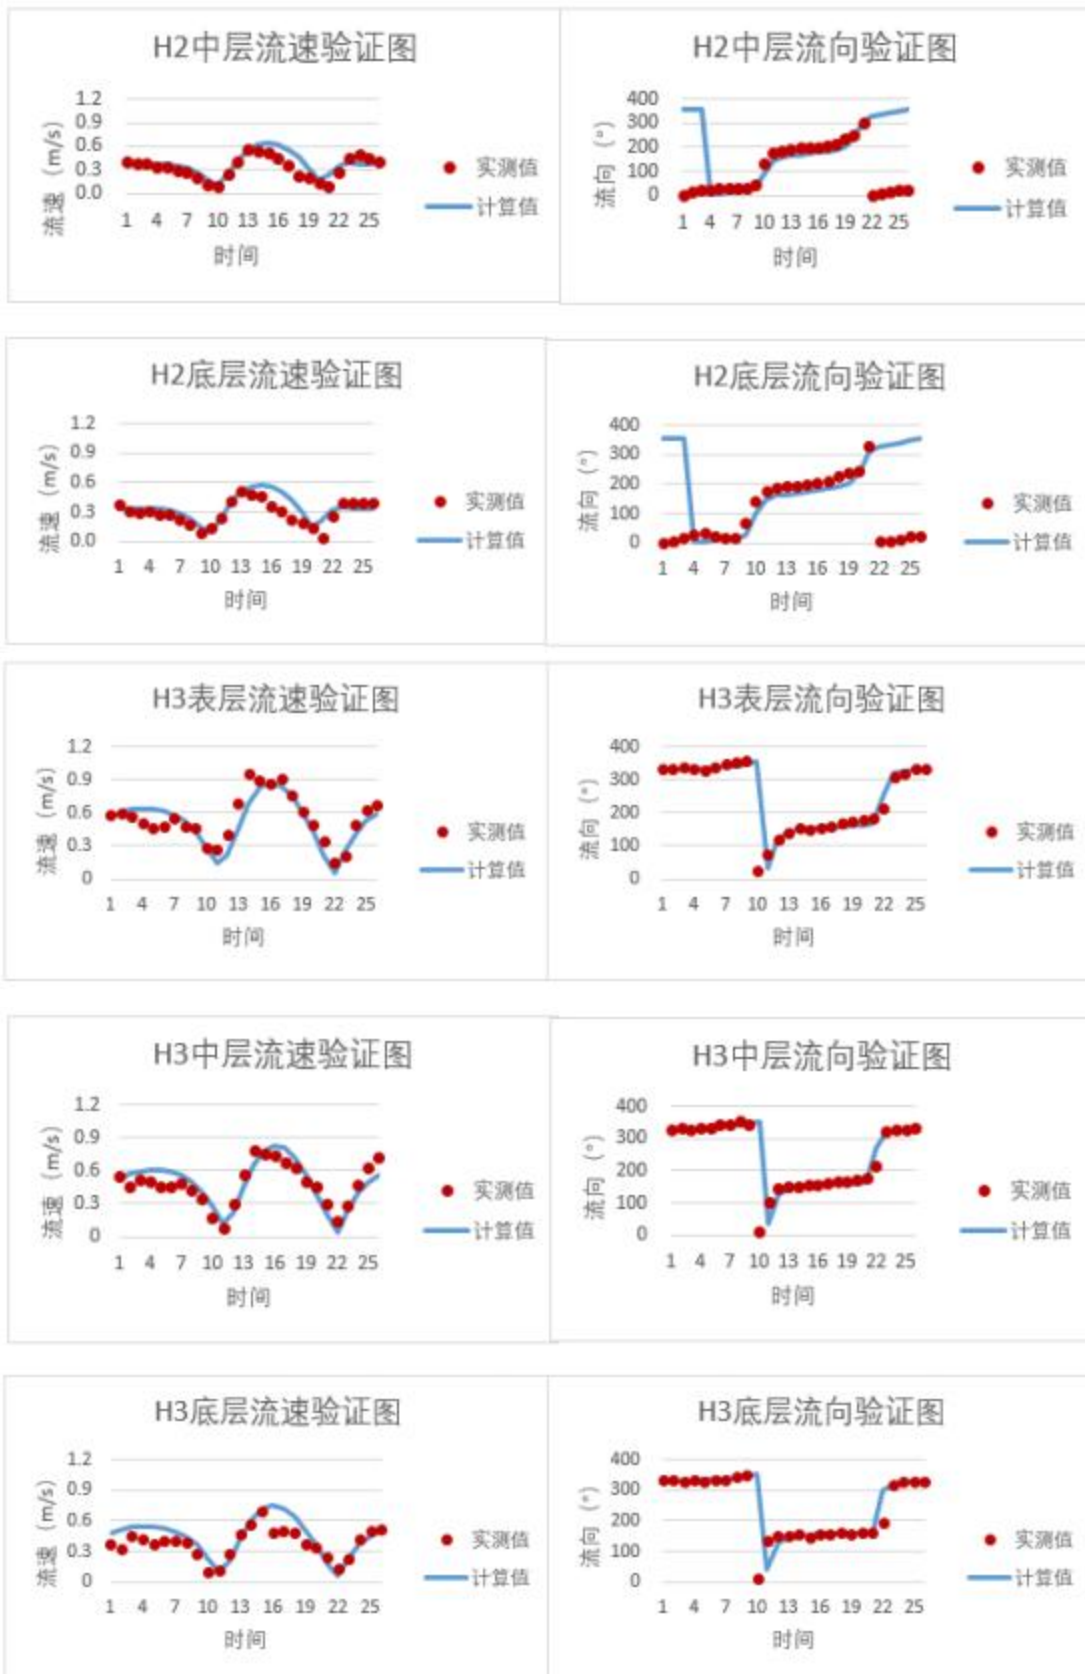 H2中层流速验证图
1.2
0.9
0.6
0.3
0.0
流速（m/s）
1 4 7 10 13 16 19 22 25
时间
实测值
计算值
H2中层流向验证图
400
300
200
100
0
流向（°）
1 4 7 10 13 16 19 22 25
时间
实测值
计算值
H2底层流速验证图
1.2
0.9
0.6
0.3
0.0
流速（m/s）
1 4 7 10 13 16 19 22 25
时间
实测值
计算值
H2底层流向验证图
400
300
200
100
0
流向（°）
1 4 7 10 13 16 19 22 25
时间
实测值
计算值
H3表层流速验证图
1.2
0.9
0.6
0.3
0
流速（m/s）
1 4 7 10 13 16 19 22 25
时间
实测值
计算值
H3表层流向验证图
400
300
200
100
0
流向（°）
1 4 7 10 13 16 19 22 25
时间
实测值
计算值
H3中层流速验证图
1.2
0.9
0.6
0.3
0
流速（m/s）
1 4 7 10 13 16 19 22 25
时间
实测值
计算值
H3中层流向验证图
400
300
200
100
0
流向（°）
1 4 7 10 13 16 19 22 25
时间
实测值
计算值
H3底层流速验证图
1.2
0.9
0.6
0.3
0
流速（m/s）
1 4 7 10 13 16 19 22 25
时间
实测值
计算值
H3底层流向验证图
400
300
200
100
0
流向（°）
1 4 7 10 13 16 19 22 25
时间
实测值
计算值